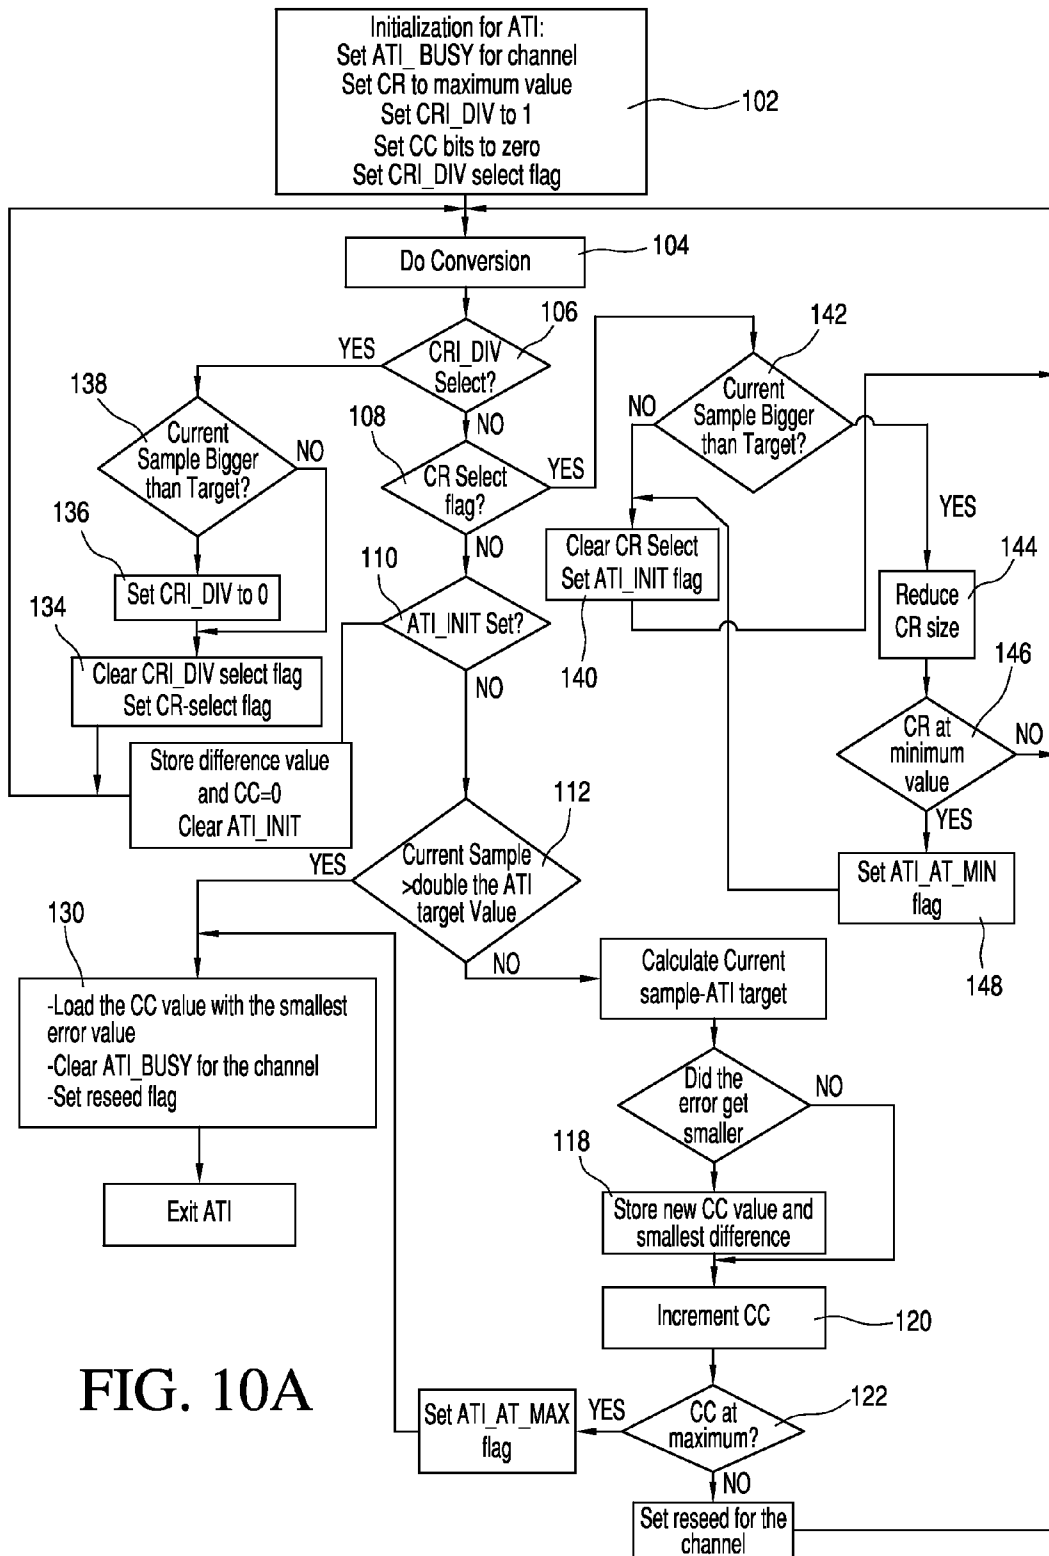 Initialization for ATI:
Set ATI_ BUSY for channel
Set CR to maximum value
Set CRI_DIV to 1
Set CC bits to zero
Set CRI_DIV select flag
102
Do Conversion
104
106
CRI_DIV
Select?
YES
NO
138
Current
Sample Bigger
than Target?
NO
136
Set CRI_DIV to 0
134
Clear CRI_DIV select flag
Set CR-select flag
108
CR Select
flag?
YES
NO
142
Current
Sample Bigger
than Target?
NO
YES
Clear CR Select
Set ATI_INIT flag
140
144
Reduce
CR size
146
CR at
minimum
value
NO
YES
Set ATI_AT_MIN
flag
148
110
ATI_INIT Set?
NO
Store difference value
and CC=0
Clear ATI_INIT
112
Current Sample
>double the ATI
target Value
YES
NO
130
-Load the CC value with the smallest
error value
-Clear ATI_BUSY for the channel
-Set reseed flag
Exit ATI
Calculate Current
sample-ATI target
Did the
error get
smaller
NO
118
Store new CC value and
smallest difference
Increment CC
120
122
CC at
maximum?
YES
NO
Set ATI_AT_MAX
flag
Set reseed for the
channel
FIG. 10A